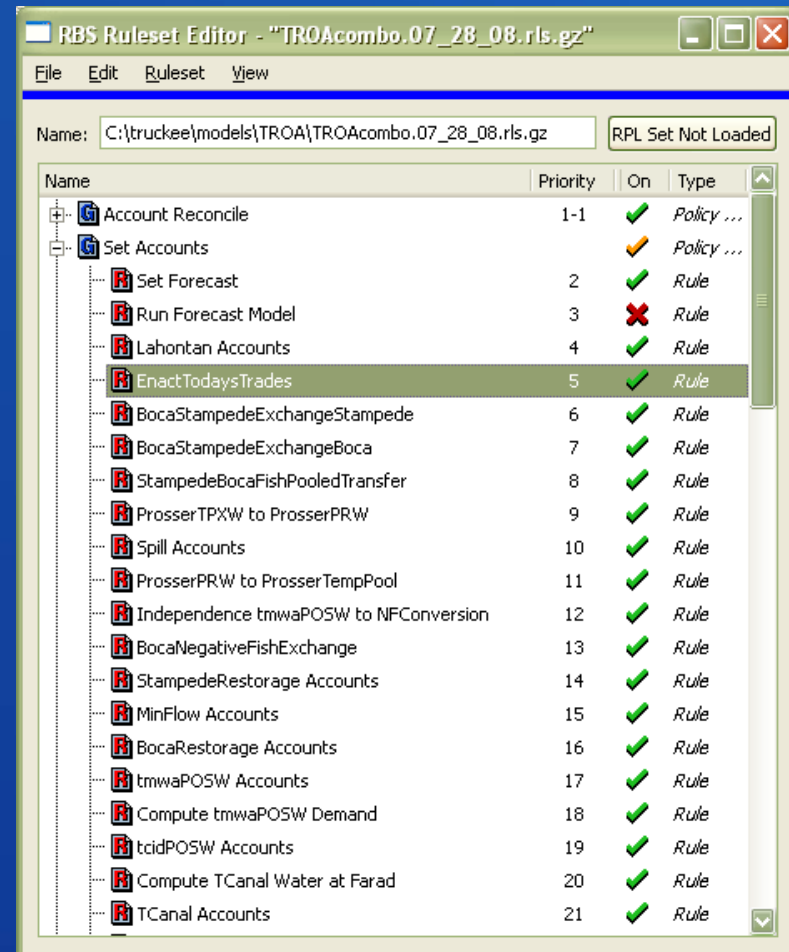 RBS Ruleset Editor - "TROAcombo.07_28_08.rls.gz"
File Edit Ruleset View
Name: C:\truckee\models\TROA\TROAcombo.07_28_08.rls.gz RPL Set Not Loaded
Name Priority On Type
G Account Reconcile 1-1 Policy ...
G Set Accounts Policy ...
R Set Forecast 2 Rule
R Run Forecast Model 3 Rule
R Lahontan Accounts 4 Rule
R EnactTodaysTrades 5 Rule
R BocaStampedeExchangeStampede 6 Rule
R BocaStampedeExchangeBoca 7 Rule
R StampedeBocaFishPooledTransfer 8 Rule
R ProsserTPXW to ProsserPRW 9 Rule
R Spill Accounts 10 Rule
R ProsserPRW to ProsserTempPool 11 Rule
R Independence tmwaPOSW to NFConversion 12 Rule
R BocaNegativeFishExchange 13 Rule
R StampedeRestorage Accounts 14 Rule
R MinFlow Accounts 15 Rule
R BocaRestorage Accounts 16 Rule
R tmwaPOSW Accounts 17 Rule
R Compute tmwaPOSW Demand 18 Rule
R tcidPOSW Accounts 19 Rule
R Compute TCanal Water at Farad 20 Rule
R TCanal Accounts 21 Rule